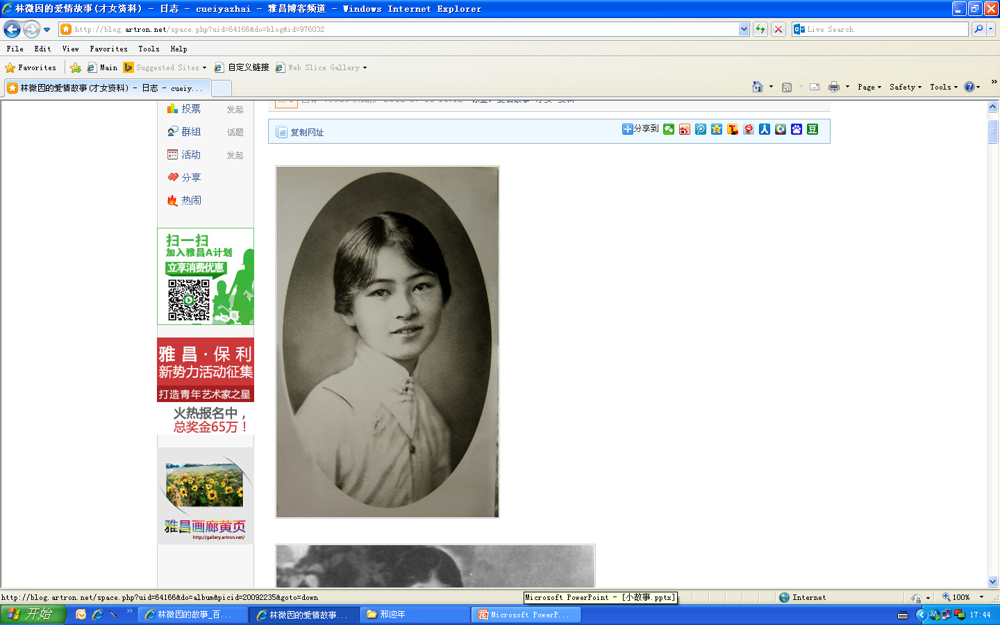 林微因的爱情故事(才女资料) - 日志 - cueiyazhai - 雅昌博客频道 - Windows Internet Explorer
http://blog.artron.net/space.php?uid=64166&do=blog&id=976032
Live Search
File Edit View Favorites Tools Help
Favorites Main Suggested Sites 自定义链接 Web Slice Gallery
林微因的爱情故事(才女资料) - 日志 - cueiy...
Page Safety Tools
投票 发起
复制网址 分享到
群组 话题
活动 发起
分享
热闹
扫一扫
加入雅昌A计划
立享消费优惠
雅昌·保利
新势力活动征集
打造青年艺术家之星
火热报名中，
总奖金65万！
雅昌画廊黄页
http://gallery.artron.net/
http://blog.artron.net/space.php?uid=64166&do=album&picid=20092235&goto=down
Microsoft PowerPoint - [小故事.pptx]
Internet
100%
开始
林微因的故事_百...
林微因的爱情故事...
邢迎年
Microsoft PowerP...
17:44